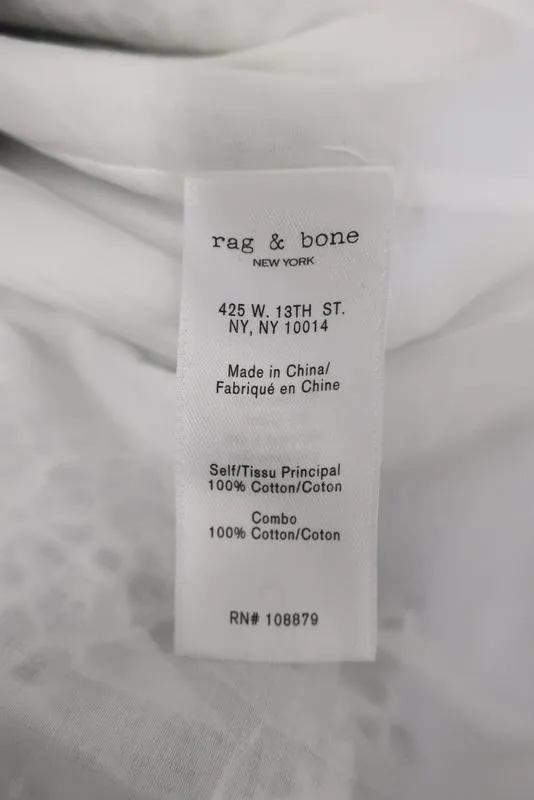 rag & bone
NEW YORK
425 W. 13TH ST.
NY, NY 10014
Made in China/
Fabriqué en Chine
Self/Tissu Principal
100% Cotton/Coton
Combo
100% Cotton/Coton
RN# 108879